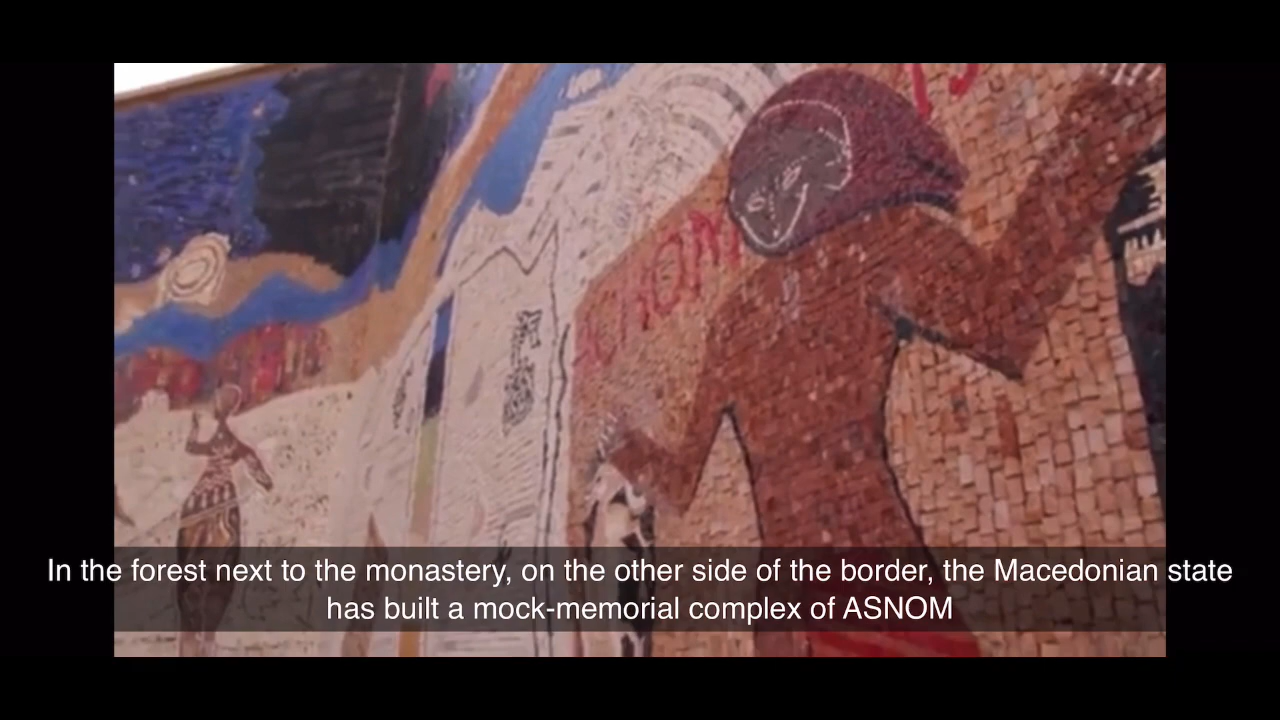 In the forest next to the monastery, on the other side of the border, the Macedonian state
has built a mock-memorial complex of ASNOM